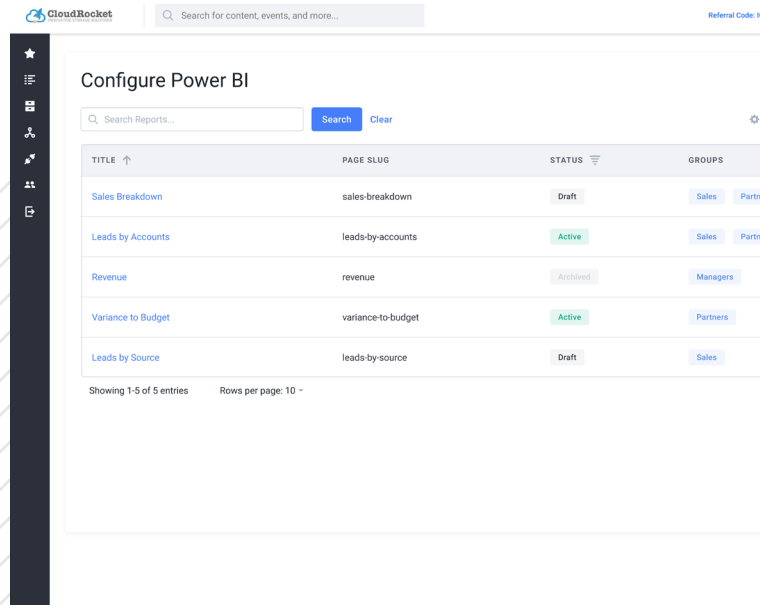 CloudRocket
Search for content, events, and more...
Referral Code:
Configure Power BI
Search Reports...
Search
Clear
TITLE PAGE SLUG STATUS GROUPS
Sales Breakdown sales-breakdown Draft Sales Partn
Leads by Accounts leads-by-accounts Active Sales Partn
Revenue revenue Archived Managers
Variance to Budget variance-to-budget Active Partners
Leads by Source leads-by-source Draft Sales
Showing 1-5 of 5 entries Rows per page: 10